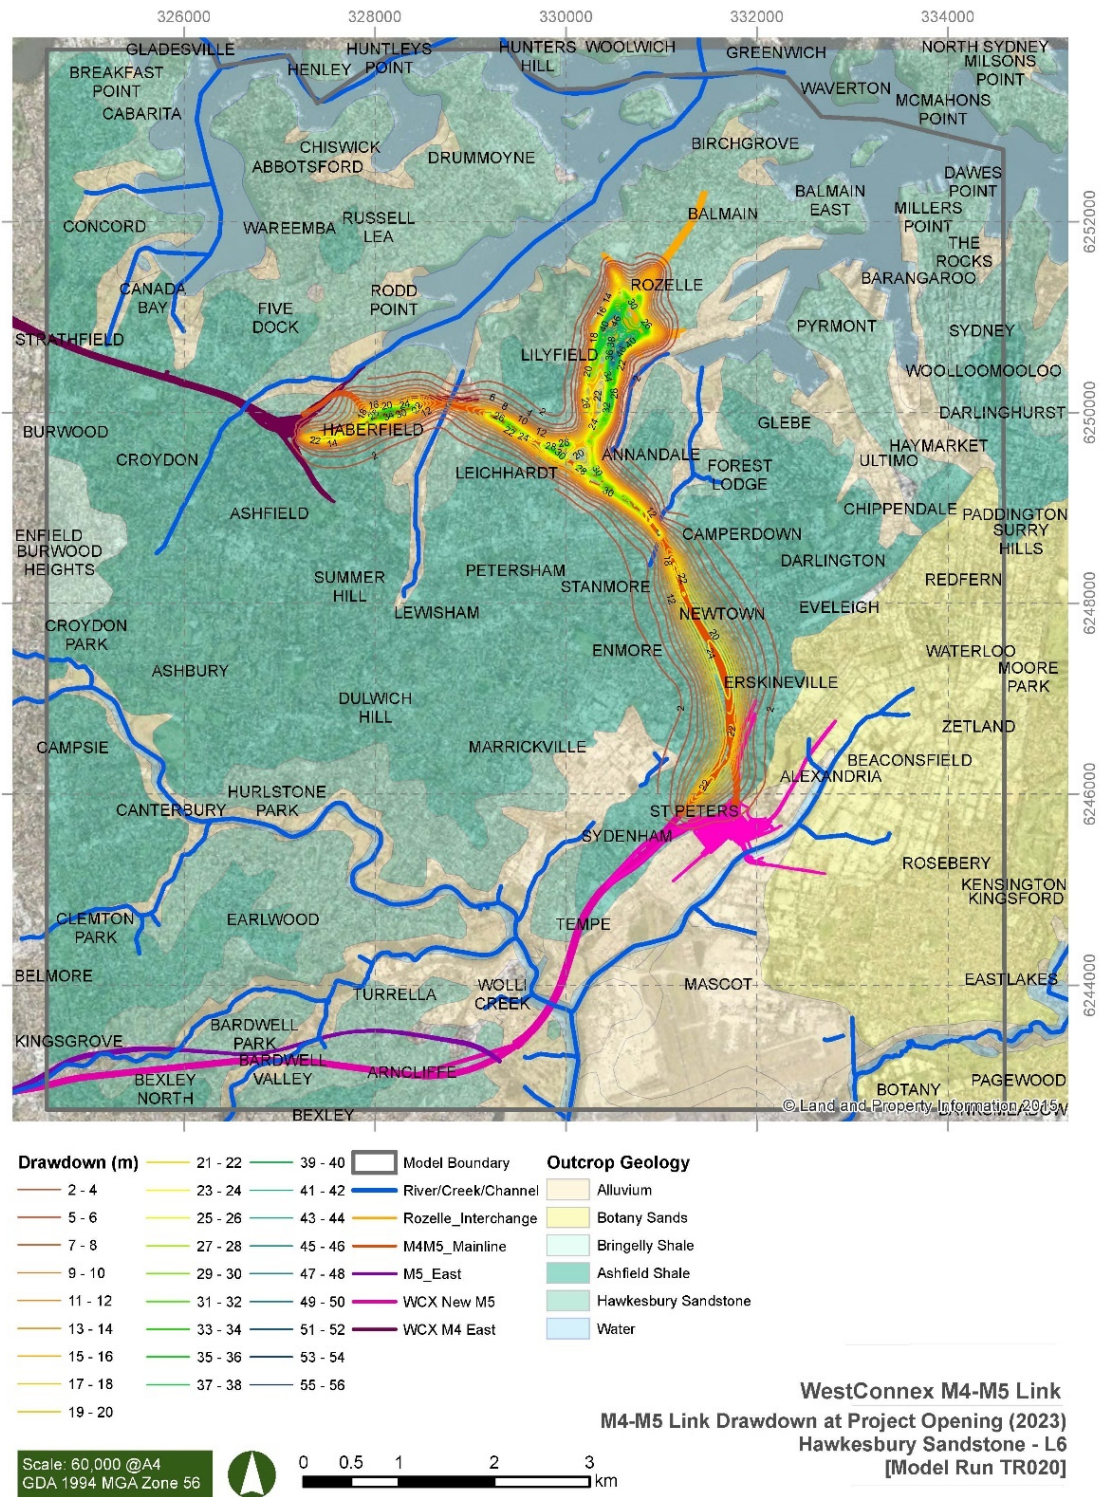 326000 328000 330000 332000 334000
GLADESVILLE
HUNTLEYS
POINT
HUNTERS
HILL
WOOLWICH
GREENWICH
NORTH SYDNEY
MILSONS
POINT
BREAKFAST
POINT
HENLEY
WAVERTON
MCMAHONS
POINT
CABARITA
CHISWICK
ABBOTSFORD
DRUMMOYNE
BIRCHGROVE
DAWES
POINT
BALMAIN
EAST
BALMAIN
MILLERS
POINT
6252000
CONCORD
WAREEMBA
RUSSELL
LEA
THE
ROCKS
BARANGAROO
CANADA
BAY
FIVE
DOCK
RODD
POINT
ROZELLE
STRATHFIELD
LILYFIELD
PYRMONT
SYDNEY
WOOLLOOMOOLOO
6250000
BURWOOD
HABERFIELD
GLEBE
DARLINGHURST
CROYDON
LEICHHARDT
ANNANDALE
FOREST
LODGE
HAYMARKET
ULTIMO
ASHFIELD
CHIPPENDALE
PADDINGTON
SURRY
HILLS
ENFIELD
BURWOOD
HEIGHTS
CAMPERDOWN
DARLINGTON
SUMMER
HILL
PETERSHAM
STANMORE
REDFERN
LEWISHAM
NEWTOWN
EVELEIGH
6248000
CROYDON
PARK
ENMORE
WATERLOO
MOORE
PARK
ASHBURY
DULWICH
HILL
ERSKINEVILLE
ZETLAND
CAMPSIE
MARRICKVILLE
BEACONSFIELD
ALEXANDRIA
6246000
CANTERBURY
HURLSTONE
PARK
ST PETERS
SYDENHAM
ROSEBERY
KENSINGTON
KINGSFORD
CLEMTON
PARK
EARLWOOD
TEMPE
BELMORE
TURRELLA
WOLLI
CREEK
MASCOT
EASTLAKES
6244000
KINGSGROVE
BARDWELL
PARK
BARDWELL
VALLEY
ARNCLIFFE
BEXLEY
NORTH
BEXLEY
BOTANY
PAGEWOOD
© Land and Property Information 2015
BANKSMEADOW
Drawdown (m)
2 - 4
5 - 6
7 - 8
9 - 10
11 - 12
13 - 14
15 - 16
17 - 18
19 - 20
21 - 22
23 - 24
25 - 26
27 - 28
29 - 30
31 - 32
33 - 34
35 - 36
37 - 38
39 - 40
41 - 42
43 - 44
45 - 46
47 - 48
49 - 50
51 - 52
53 - 54
55 - 56
Model Boundary
River/Creek/Channel
Rozelle_Interchange
M4M5_Mainline
M5_East
WCX New M5
WCX M4 East
Outcrop Geology
Alluvium
Botany Sands
Bringelly Shale
Ashfield Shale
Hawkesbury Sandstone
Water
WestConnex M4-M5 Link
M4-M5 Link Drawdown at Project Opening (2023)
Hawkesbury Sandstone - L6
[Model Run TR020]
Scale: 60,000 @A4
GDA 1994 MGA Zone 56
0 0.5 1 2 3
km